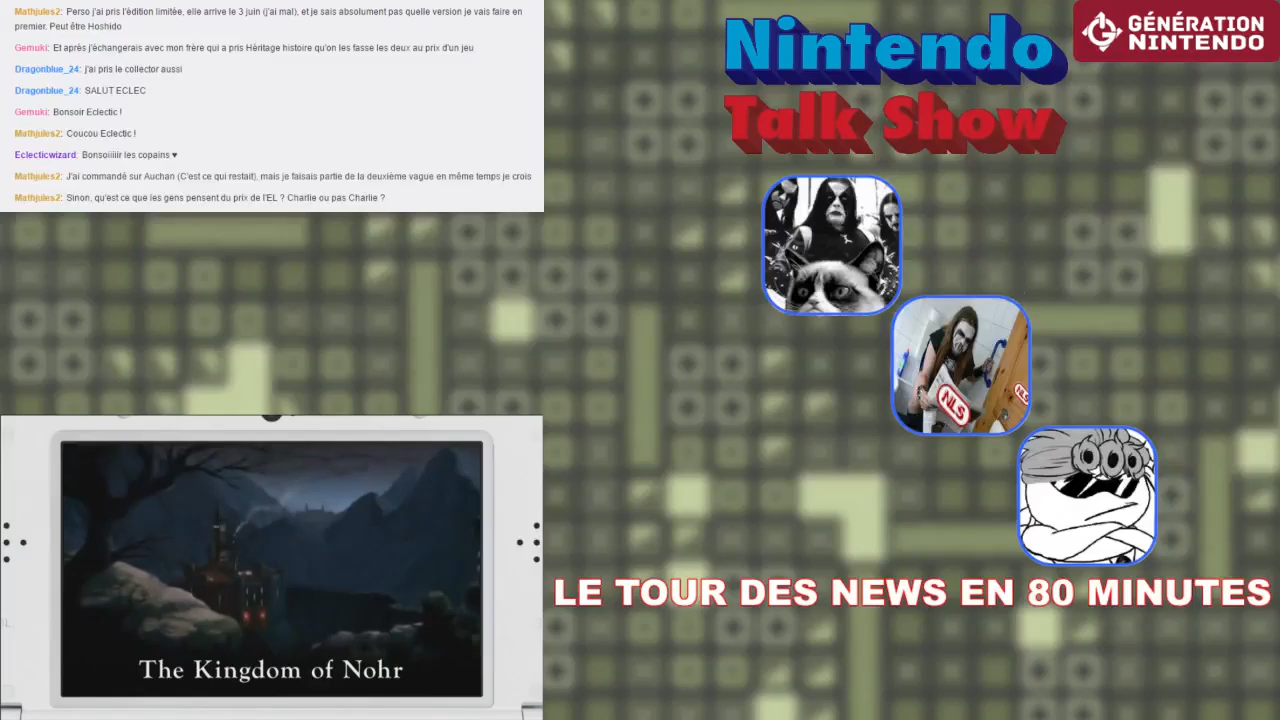 Mathjules2: Perso j'ai pris l'édition limitée, elle arrive le 3 juin (j'ai mal), et je sais absolument pas quelle version je vais faire en
premier. Peut être Hoshido
Gemuki: Et après j'échangerais avec mon frère qui a pris Héritage histoire qu'on les fasse les deux au prix d'un jeu
Dragonblue_24: j'ai pris le collector aussi
Dragonblue_24: SALUT ECLEC
Gemuki: Bonsoir Eclectic !
Mathjules2: Coucou Eclectic !
Eclecticwizard: Bonsoiiiiir les copains ♥
Mathjules2: J'ai commandé sur Auchan (C'est ce qui restait), mais je faisais partie de la deuxième vague en même temps je crois
Mathjules2: Sinon, qu'est ce que les gens pensent du prix de l'EL ? Charlie ou pas Charlie ?
Nintendo
Talk Show
GÉNÉRATION
NINTENDO
NLS
NLS
LE TOUR DES NEWS EN 80 MINUTES
The Kingdom of Nohr